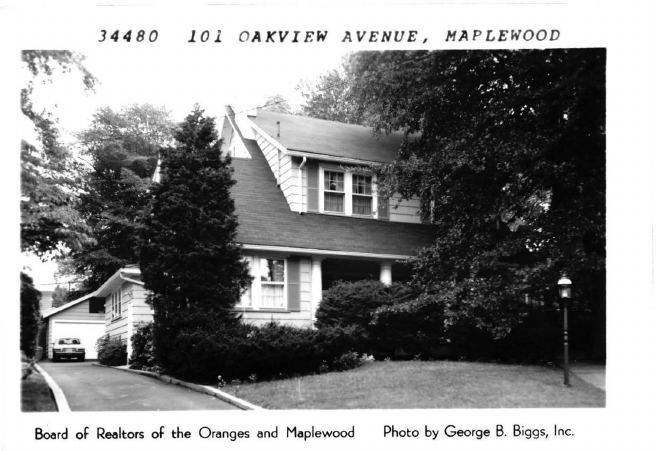 34480 101 OAKVIEW AVENUE, MAPLEWOOD
Board of Realtors of the Oranges and Maplewood Photo by George B. Biggs, Inc.